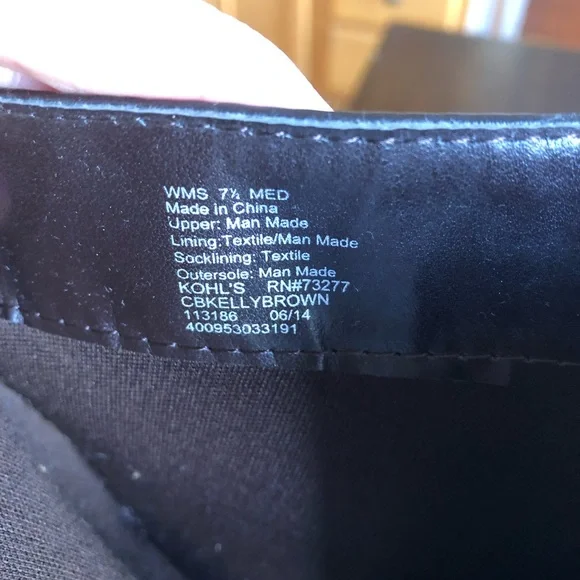 WMS 7½ MED
Made in China
Upper: Man Made
Lining:Textile/Man Made
Socklining: Textile
Outersole: Man Made
KOHL'S RN#73277
CBKELLYBROWN
113186 06/14
400953033191